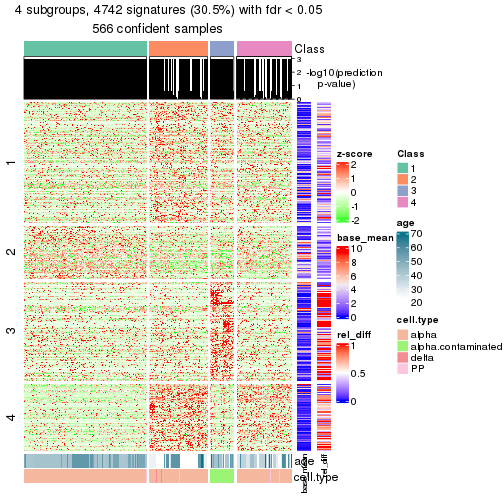 4 subgroups, 4742 signatures (30.5%) with fdr < 0.05
566 confident samples
Class
3
2
1
0
-log10(prediction
p-value)
1
2
3
4
age
cell.type
base_mean
rel_diff
z-score
2
1
0
-1
-2
base_mean
10
8
6
4
2
0
rel_diff
1
0.5
0
Class
1
2
3
4
age
70
60
50
40
30
20
cell.type
alpha
alpha.contaminated
delta
PP